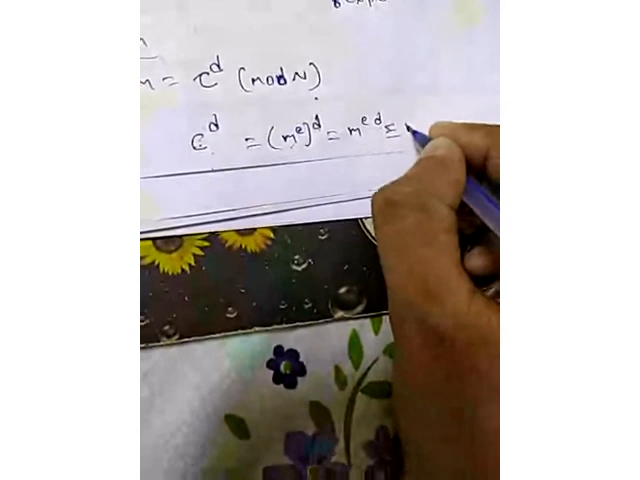 m = c^d (mod N)
c^d = (m^e)^d = m^{ed} ≡